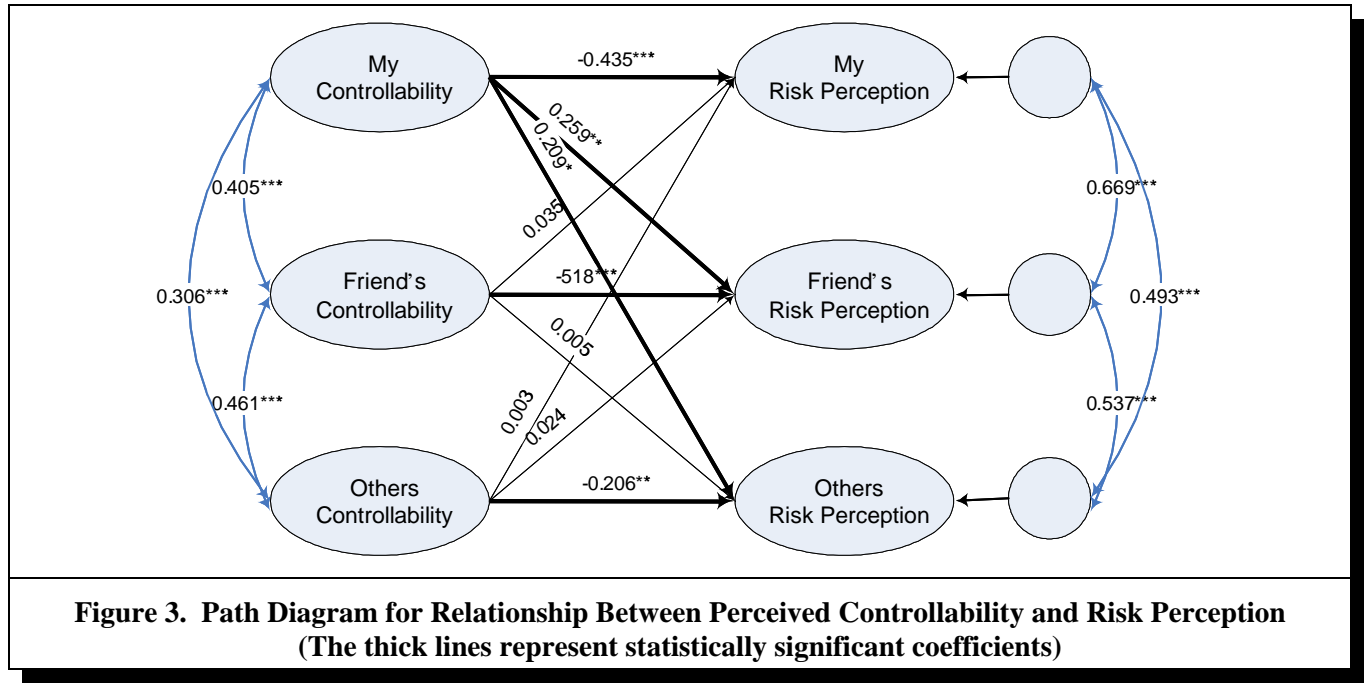 My
Controllability
-0.435***
My
Risk Perception
0.259**
0.209*
0.405***
0.669***
0.035
Friend's
Controllability
-518***
Friend's
Risk Perception
0.306***
0.493***
0.005
0.461***
0.003
0.024
0.537***
Others
Controllability
-0.206**
Others
Risk Perception
Figure 3. Path Diagram for Relationship Between Perceived Controllability and Risk Perception
(The thick lines represent statistically significant coefficients)